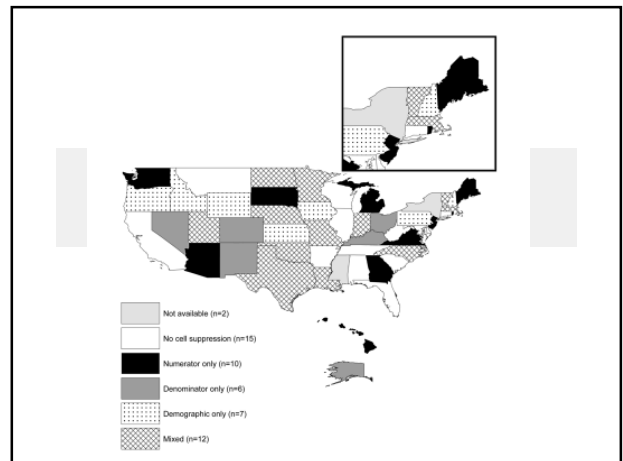 Not available (n=2)
No cell suppression (n=15)
Numerator only (n=10)
Denominator only (n=6)
Demographic only (n=7)
Mixed (n=12)